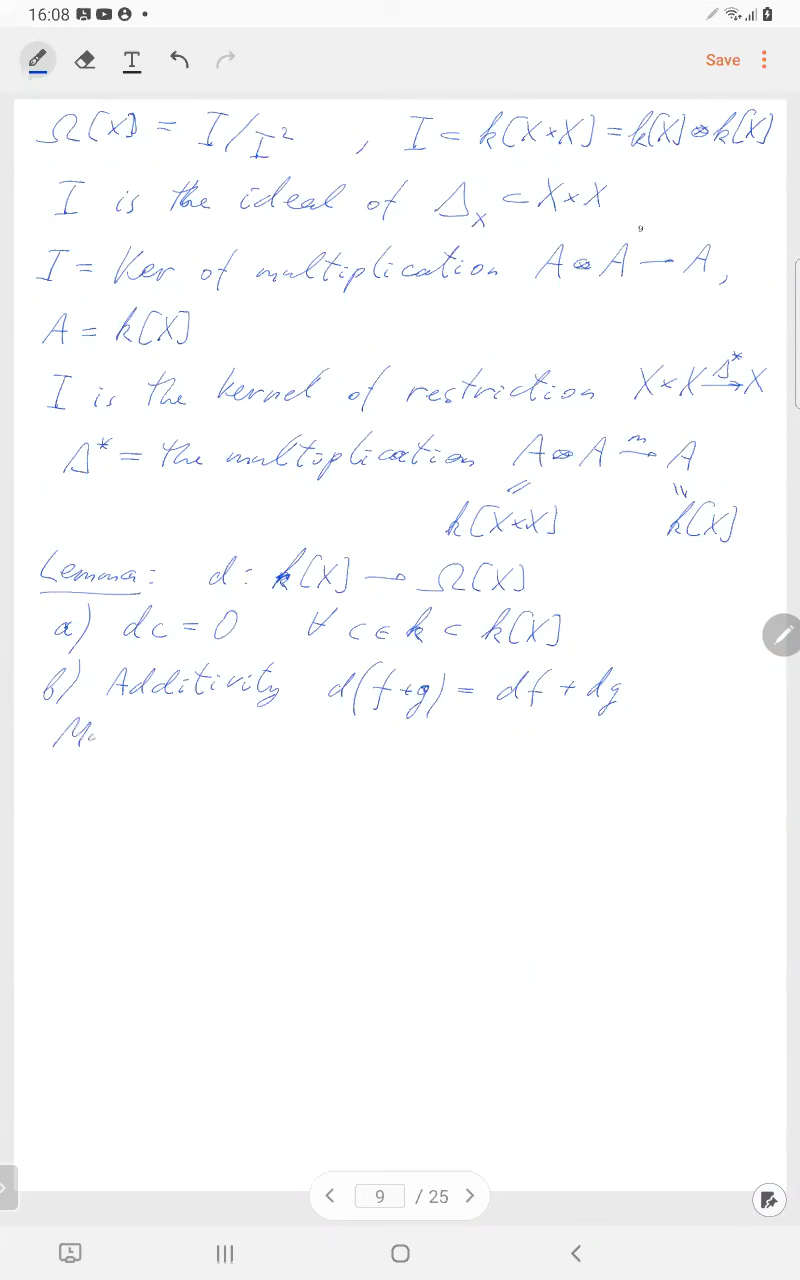 16:08
T
Save
Ω[X] = I/I² , I ⊂ k[X×X] = k[X]⊗k[X]
I is the ideal of Δ_X ⊂ X×X
I = Ker of multiplication A⊗A → A,
A = k[X]
I is the kernel of restriction X×X →^{Δ*} X
Δ* = the multiplication A⊗A →^{m} A
k[X×X] k[X]
Lemma: d: k[X] → Ω[X]
a) dc = 0 ∀ c ∈ k ⊂ k[X]
b) Additivity d(f+g) = df + dg
Mo
9 / 25